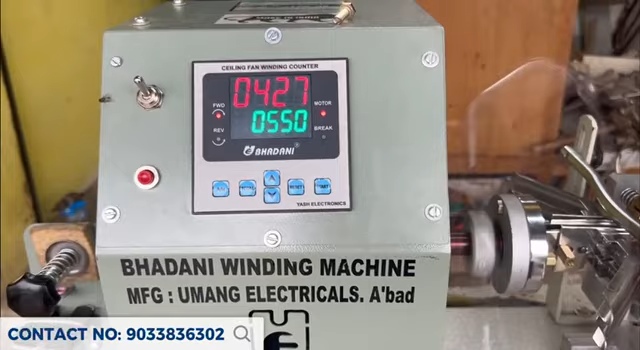 CEILING FAN WINDING COUNTER
0427
0550
FWD
REV
MOTOR
BREAK
BHADANI
RESET
YASH ELECTRONICS
BHADANI WINDING MACHINE
MFG : UMANG ELECTRICALS. A'bad
CONTACT NO: 9033836302